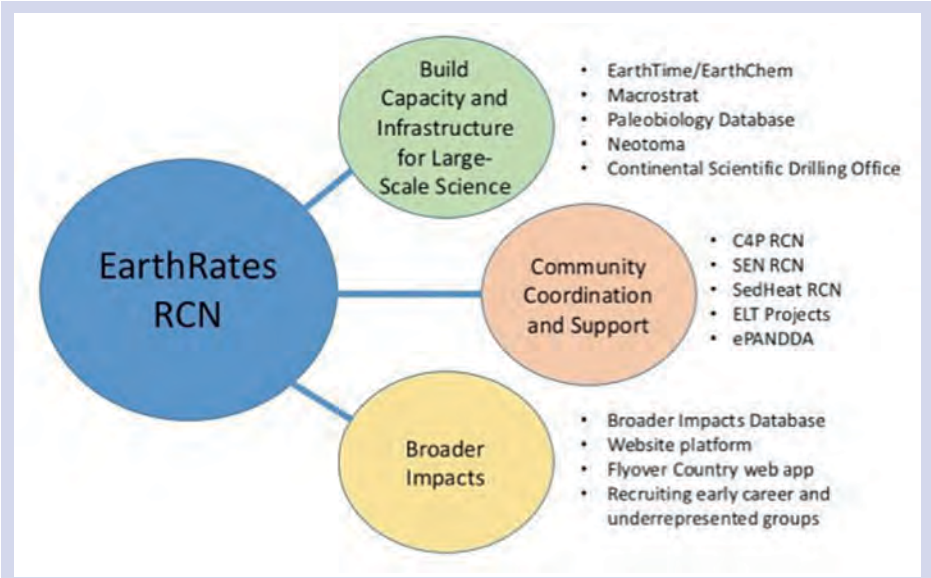 EarthRates
RCN
Build
Capacity and
Infrastructure
for Large-
Scale Science
• EarthTime/EarthChem
• Macrostrat
• Paleobiology Database
• Neotoma
• Continental Scientific Drilling Office
Community
Coordination
and Support
• C4P RCN
• SEN RCN
• SedHeat RCN
• ELT Projects
• ePANDDA
Broader
Impacts
• Broader Impacts Database
• Website platform
• Flyover Country web app
• Recruiting early career and
underrepresented groups